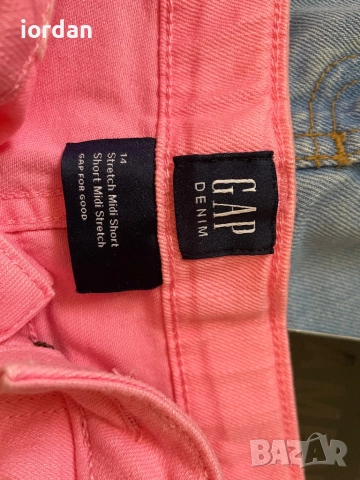 iordan
14
Stretch Midi Short
Short Midi Stretch
GAP FOR GOOD
GAP
DENIM
BAZAR